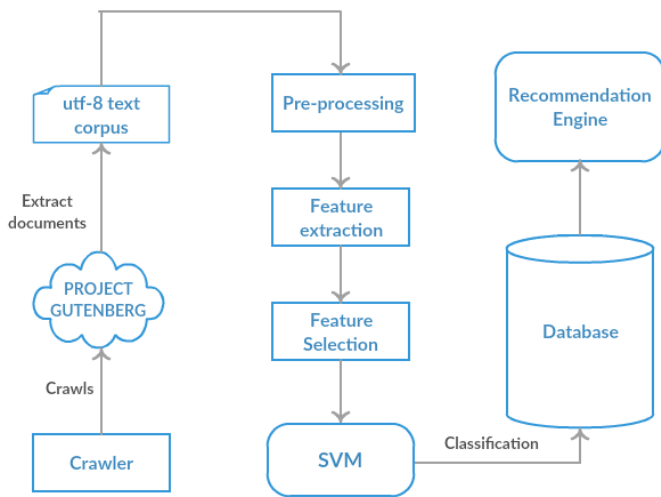 utf-8 text
corpus
Extract
documents
PROJECT
GUTENBERG
Crawls
Crawler
Pre-processing
Feature
extraction
Feature
Selection
SVM
Classification
Database
Recommendation
Engine